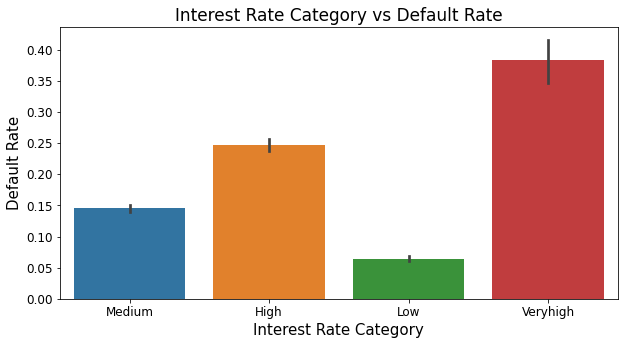 Interest Rate Category vs Default Rate
Default Rate
0.40
0.35
0.30
0.25
0.20
0.15
0.10
0.05
0.00
Medium High Low Veryhigh
Interest Rate Category